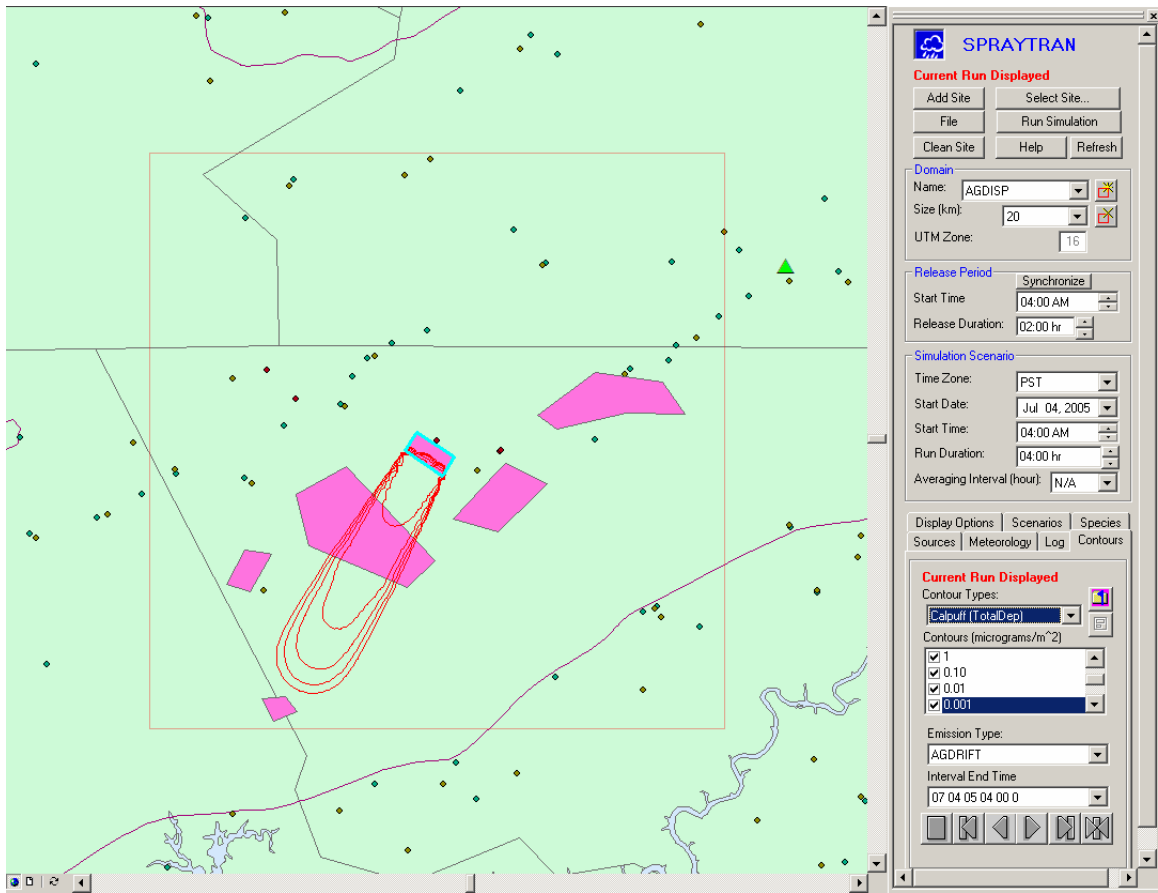 SPRAYTRAN
Current Run Displayed
Add Site Select Site...
File Run Simulation
Clean Site Help Refresh
Domain
Name: AGDISP
Size (km): 20
UTM Zone: 16
Release Period
Synchronize
Start Time 04:00 AM
Release Duration: 02:00 hr
Simulation Scenario
Time Zone: PST
Start Date: Jul 04, 2005
Start Time: 04:00 AM
Run Duration: 04:00 hr
Averaging Interval (hour): N/A
Display Options Scenarios Species
Sources Meteorology Log Contours
Current Run Displayed
Contour Types:
Calpuff (TotalDep)
Contours (micrograms/m^2)
1
0.10
0.01
0.001
Emission Type:
AGDRIFT
Interval End Time
07 04 05 04 00 0